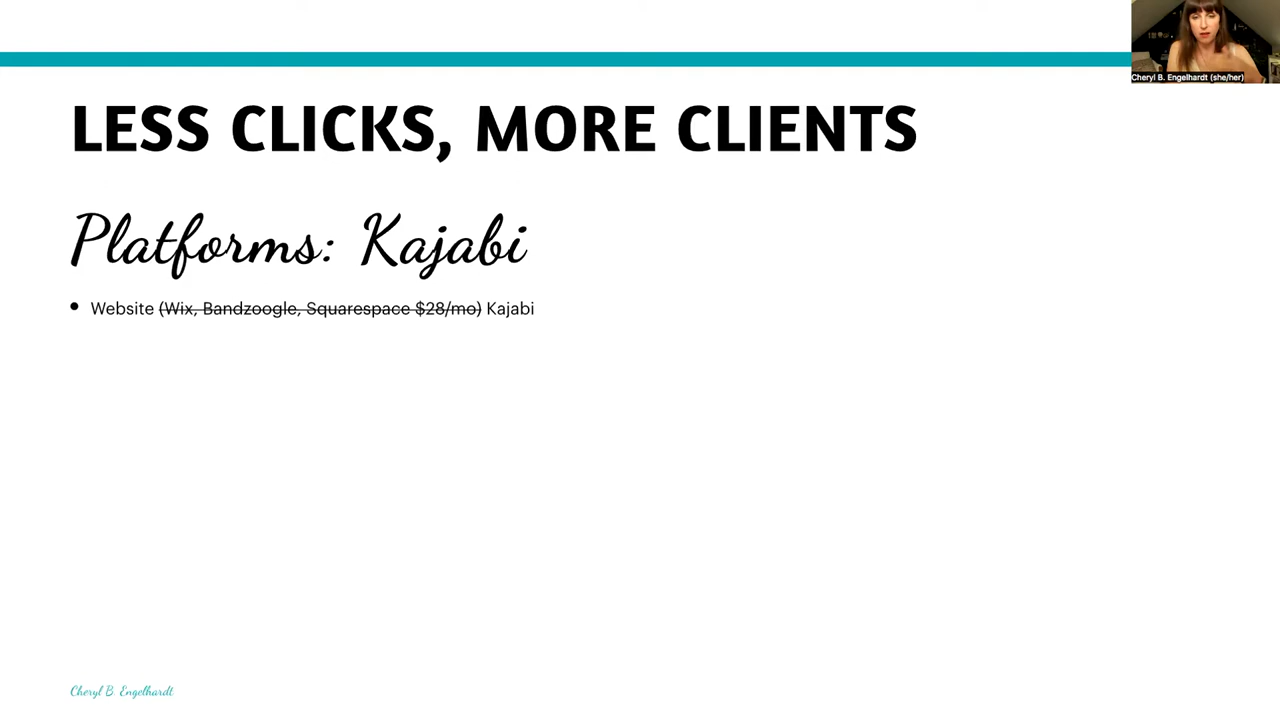 Cheryl B. Engelhardt (she/her)
LESS CLICKS, MORE CLIENTS
Platforms: Kajabi
• Website (Wix, Bandzoogle, Squarespace $28/mo) Kajabi
Cheryl B. Engelhardt